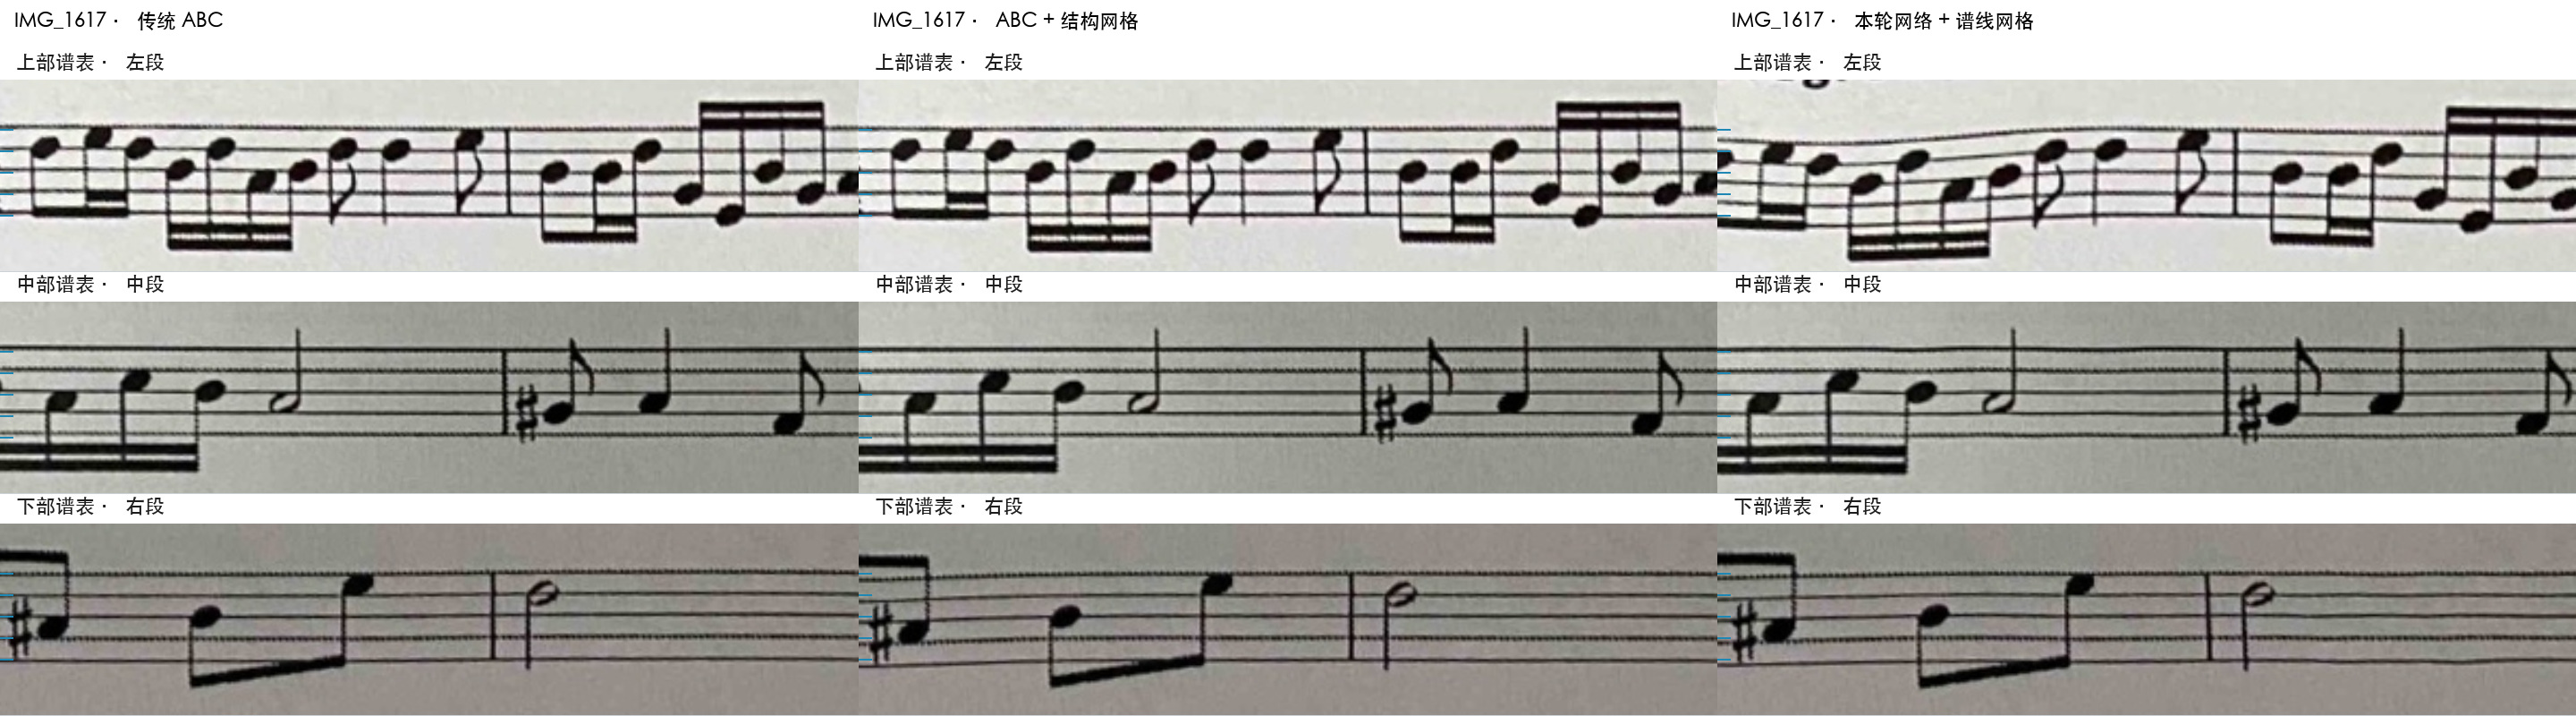 IMG_1617 · 传统 ABC
上部谱表 · 左段
中部谱表 · 中段
下部谱表 · 右段
IMG_1617 · ABC + 结构网格
上部谱表 · 左段
中部谱表 · 中段
下部谱表 · 右段
IMG_1617 · 本轮网络 + 谱线网格
上部谱表 · 左段
中部谱表 · 中段
下部谱表 · 右段